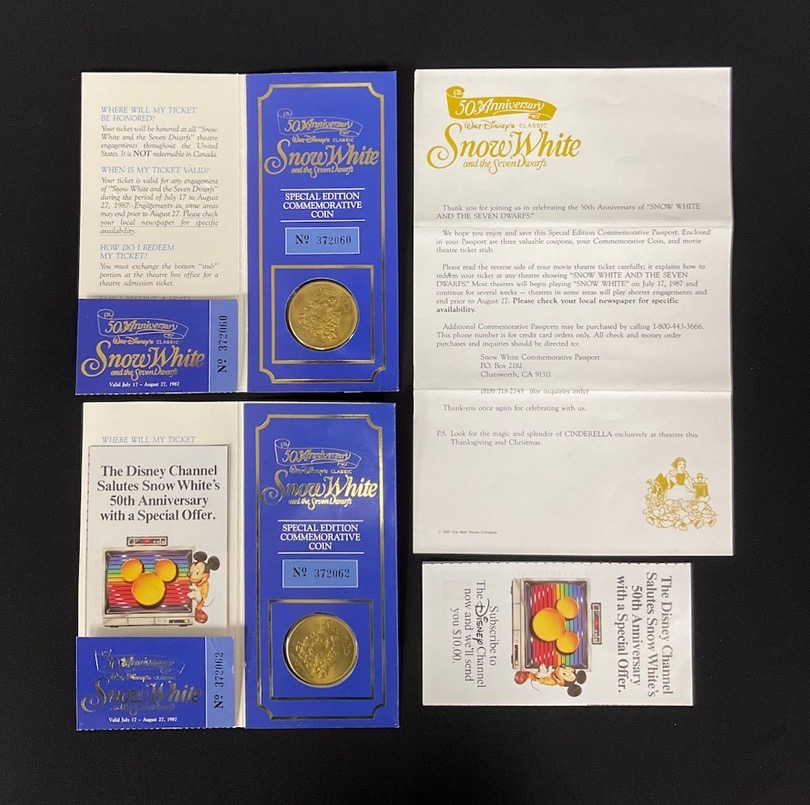 WHERE WILL MY TICKET
BE HONORED?
Your ticket will be honored at all "Snow
White and the Seven Dwarfs" theatre
engagements throughout the United
States. It is NOT redeemable in Canada.
WHEN IS MY TICKET VALID?
Your ticket is valid for any engagement
of "Snow White and the Seven Dwarfs"
during the period of July 17 to August
27, 1987. Engagements in some areas
may end prior to August 27. Please check
your local newspaper for specific
availability.
HOW DO I REDEEM
MY TICKET?
You must exchange the bottom "stub"
portion at the theatre box office for a
theatre admission ticket.
50th Anniversary
Walt Disney's CLASSIC
Snow White
and the Seven Dwarfs
Valid July 17 – August 27, 1987
Nº 372060
50th Anniversary
Walt Disney's CLASSIC
Snow White
and the Seven Dwarfs
SPECIAL EDITION
COMMEMORATIVE
COIN
Nº 372060
50th Anniversary
Walt Disney's CLASSIC
Snow White
and the Seven Dwarfs
Thank you for joining us in celebrating the 50th Anniversary of "SNOW WHITE
AND THE SEVEN DWARFS."
We hope you enjoy and save this Special Edition Commemorative Passport. Enclosed
in your Passport are three valuable coupons, your Commemorative Coin, and movie
theatre ticket stub.
Please read the reverse side of your movie theatre ticket carefully; it explains how to
redeem your ticket at any theatre showing "SNOW WHITE AND THE SEVEN
DWARFS." Most theatres will begin playing "SNOW WHITE" on July 17, 1987 and
continue for several weeks — theatres in some areas will play shorter engagements and
end prior to August 27. Please check your local newspaper for specific
availability.
Additional Commemorative Passports may be purchased by calling 1-800-443-3666.
This phone number is for credit card orders only. All check and money order
purchases and inquiries should be directed to:
Snow White Commemorative Passport
P.O. Box 2182
Chatsworth, CA 91311
(818) 718-2745 (for inquiries only)
Thank-you once again for celebrating with us.
P.S. Look for the magic and splendor of CINDERELLA exclusively at theatres this
Thanksgiving and Christmas.
© 1987 The Walt Disney Company
WHERE WILL MY TICKET
The Disney Channel
Salutes Snow White's
50th Anniversary
with a Special Offer.
50th Anniversary
Walt Disney's CLASSIC
Snow White
and the Seven Dwarfs
Valid July 17 – August 27, 1987
Nº 372062
50th Anniversary
Walt Disney's CLASSIC
Snow White
and the Seven Dwarfs
SPECIAL EDITION
COMMEMORATIVE
COIN
Nº 372062
The Disney Channel
Salutes Snow White's
50th Anniversary
with a Special Offer.
Subscribe to
The Disney Channel
now and we'll send
you $10.00.